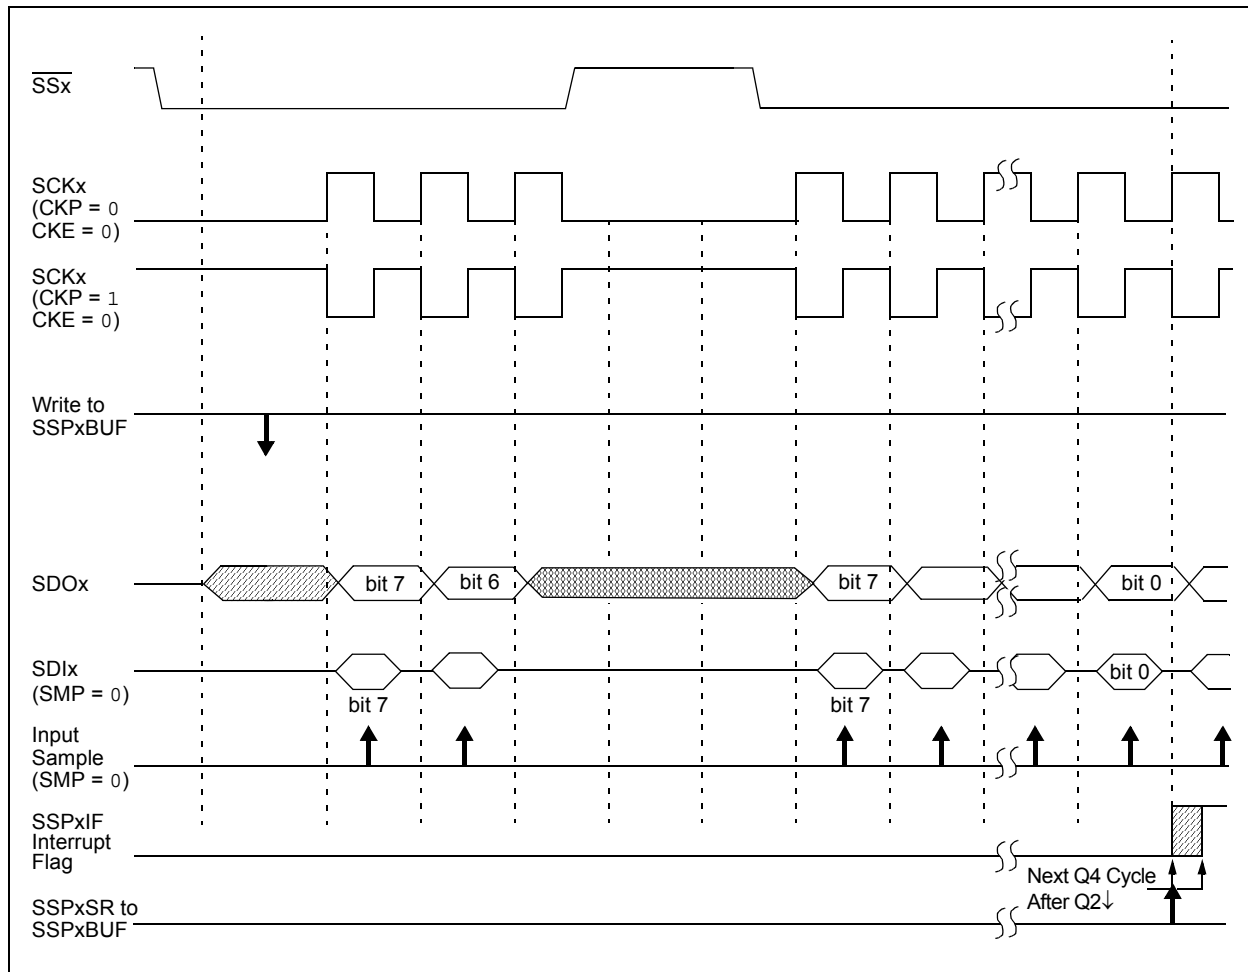 SSx
SCKx
(CKP = 0
CKE = 0)
SCKx
(CKP = 1
CKE = 0)
Write to
SSPxBUF
SDOx
bit 7
bit 6
bit 7
bit 0
SDIx
(SMP = 0)
bit 7
bit 7
bit 0
Input
Sample
(SMP = 0)
SSPxIF
Interrupt
Flag
Next Q4 Cycle
After Q2↓
SSPxSR to
SSPxBUF